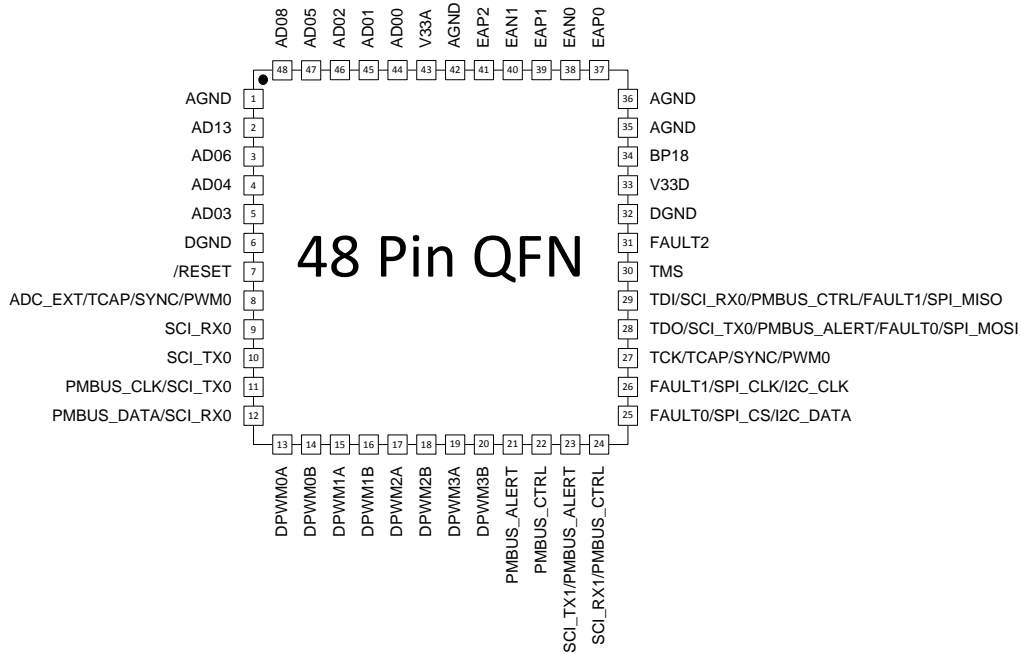 AD08
AD05
AD02
AD01
AD00
V33A
AGND
EAP2
EAN1
EAP1
EAN0
EAP0
48 47 46 45 44 43 42 41 40 39 38 37
AGND 1
AD13 2
AD06 3
AD04 4
AD03 5
DGND 6
/RESET 7
ADC_EXT/TCAP/SYNC/PWM0 8
SCI_RX0 9
SCI_TX0 10
PMBUS_CLK/SCI_TX0 11
PMBUS_DATA/SCI_RX0 12
48 Pin QFN
36 AGND
35 AGND
34 BP18
33 V33D
32 DGND
31 FAULT2
30 TMS
29 TDI/SCI_RX0/PMBUS_CTRL/FAULT1/SPI_MISO
28 TDO/SCI_TX0/PMBUS_ALERT/FAULT0/SPI_MOSI
27 TCK/TCAP/SYNC/PWM0
26 FAULT1/SPI_CLK/I2C_CLK
25 FAULT0/SPI_CS/I2C_DATA
13 14 15 16 17 18 19 20 21 22 23 24
DPWM0A
DPWM0B
DPWM1A
DPWM1B
DPWM2A
DPWM2B
DPWM3A
DPWM3B
PMBUS_ALERT
PMBUS_CTRL
SCI_TX1/PMBUS_ALERT
SCI_RX1/PMBUS_CTRL